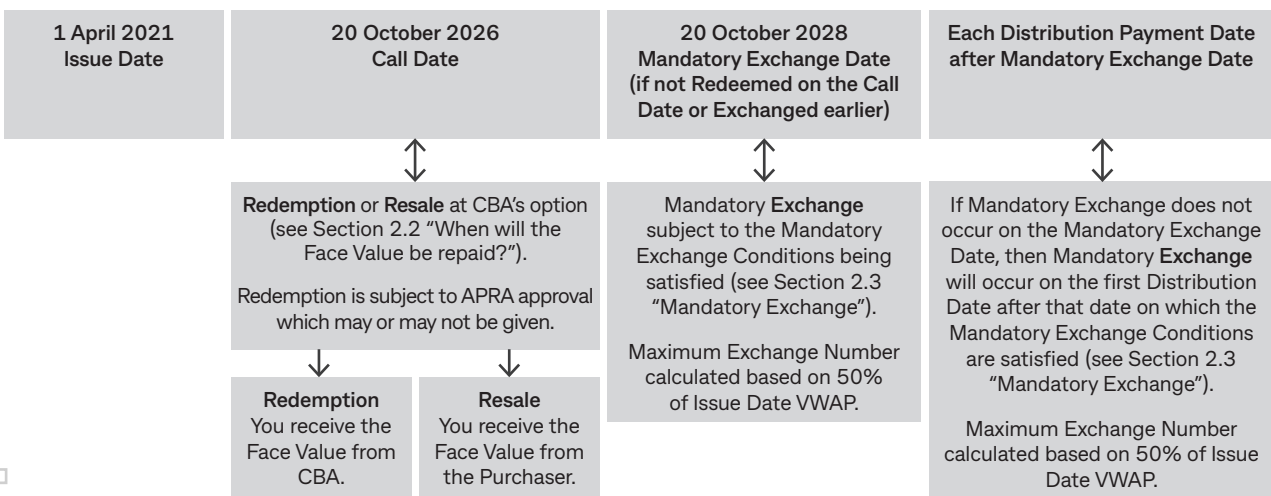 1 April 2021
Issue Date
20 October 2026
Call Date
20 October 2028
Mandatory Exchange Date
(if not Redeemed on the Call
Date or Exchanged earlier)
Each Distribution Payment Date
after Mandatory Exchange Date
Redemption or Resale at CBA's option
(see Section 2.2 “When will the
Face Value be repaid?”).
Redemption is subject to APRA approval
which may or may not be given.
Redemption
You receive the
Face Value from
CBA.
Resale
You receive the
Face Value from
the Purchaser.
Mandatory Exchange
subject to the Mandatory
Exchange Conditions being
satisfied (see Section 2.3
“Mandatory Exchange”).
Maximum Exchange Number
calculated based on 50%
of Issue Date VWAP.
If Mandatory Exchange does not
occur on the Mandatory Exchange
Date, then Mandatory Exchange
will occur on the first Distribution
Date after that date on which the
Mandatory Exchange Conditions
are satisfied (see Section 2.3
“Mandatory Exchange”).
Maximum Exchange Number
calculated based on 50% of Issue
Date VWAP.